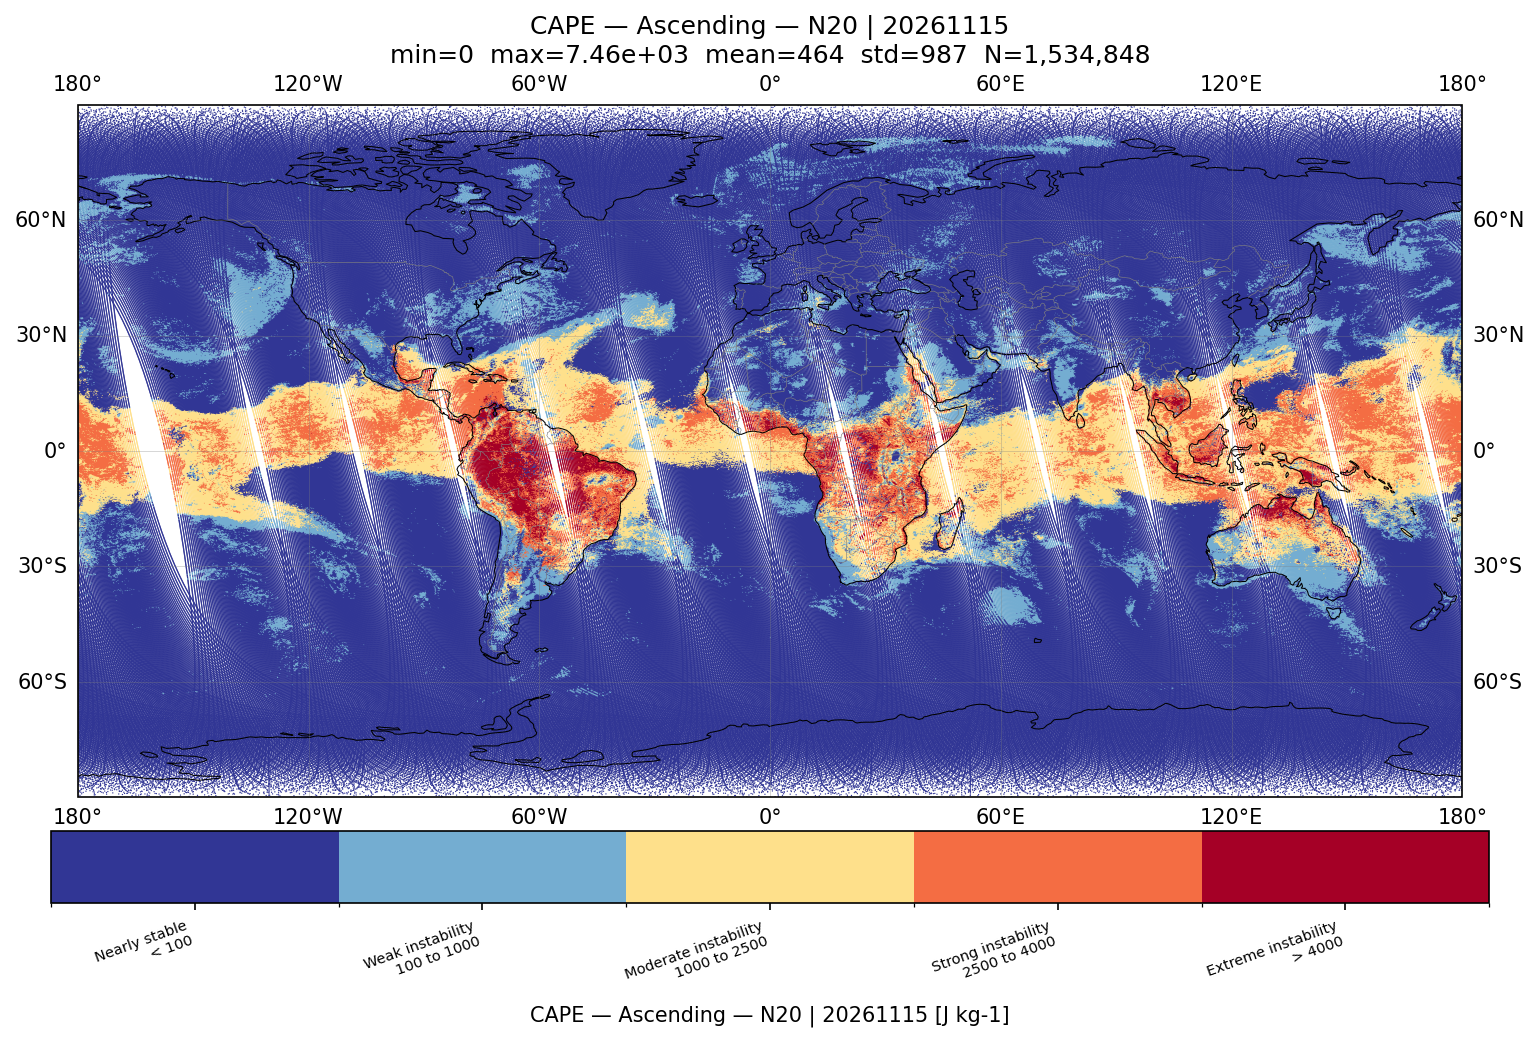 CAPE — Ascending — N20 | 20261115
min=0 max=7.46e+03 mean=464 std=987 N=1,534,848
180° 120°W 60°W 0° 60°E 120°E 180°
60°N 60°N
30°N 30°N
0° 0°
30°S 30°S
60°S 60°S
180° 120°W 60°W 0° 60°E 120°E 180°
Nearly stable
< 100
Weak instability
100 to 1000
Moderate instability
1000 to 2500
Strong instability
2500 to 4000
Extreme instability
> 4000
CAPE — Ascending — N20 | 20261115 [J kg-1]